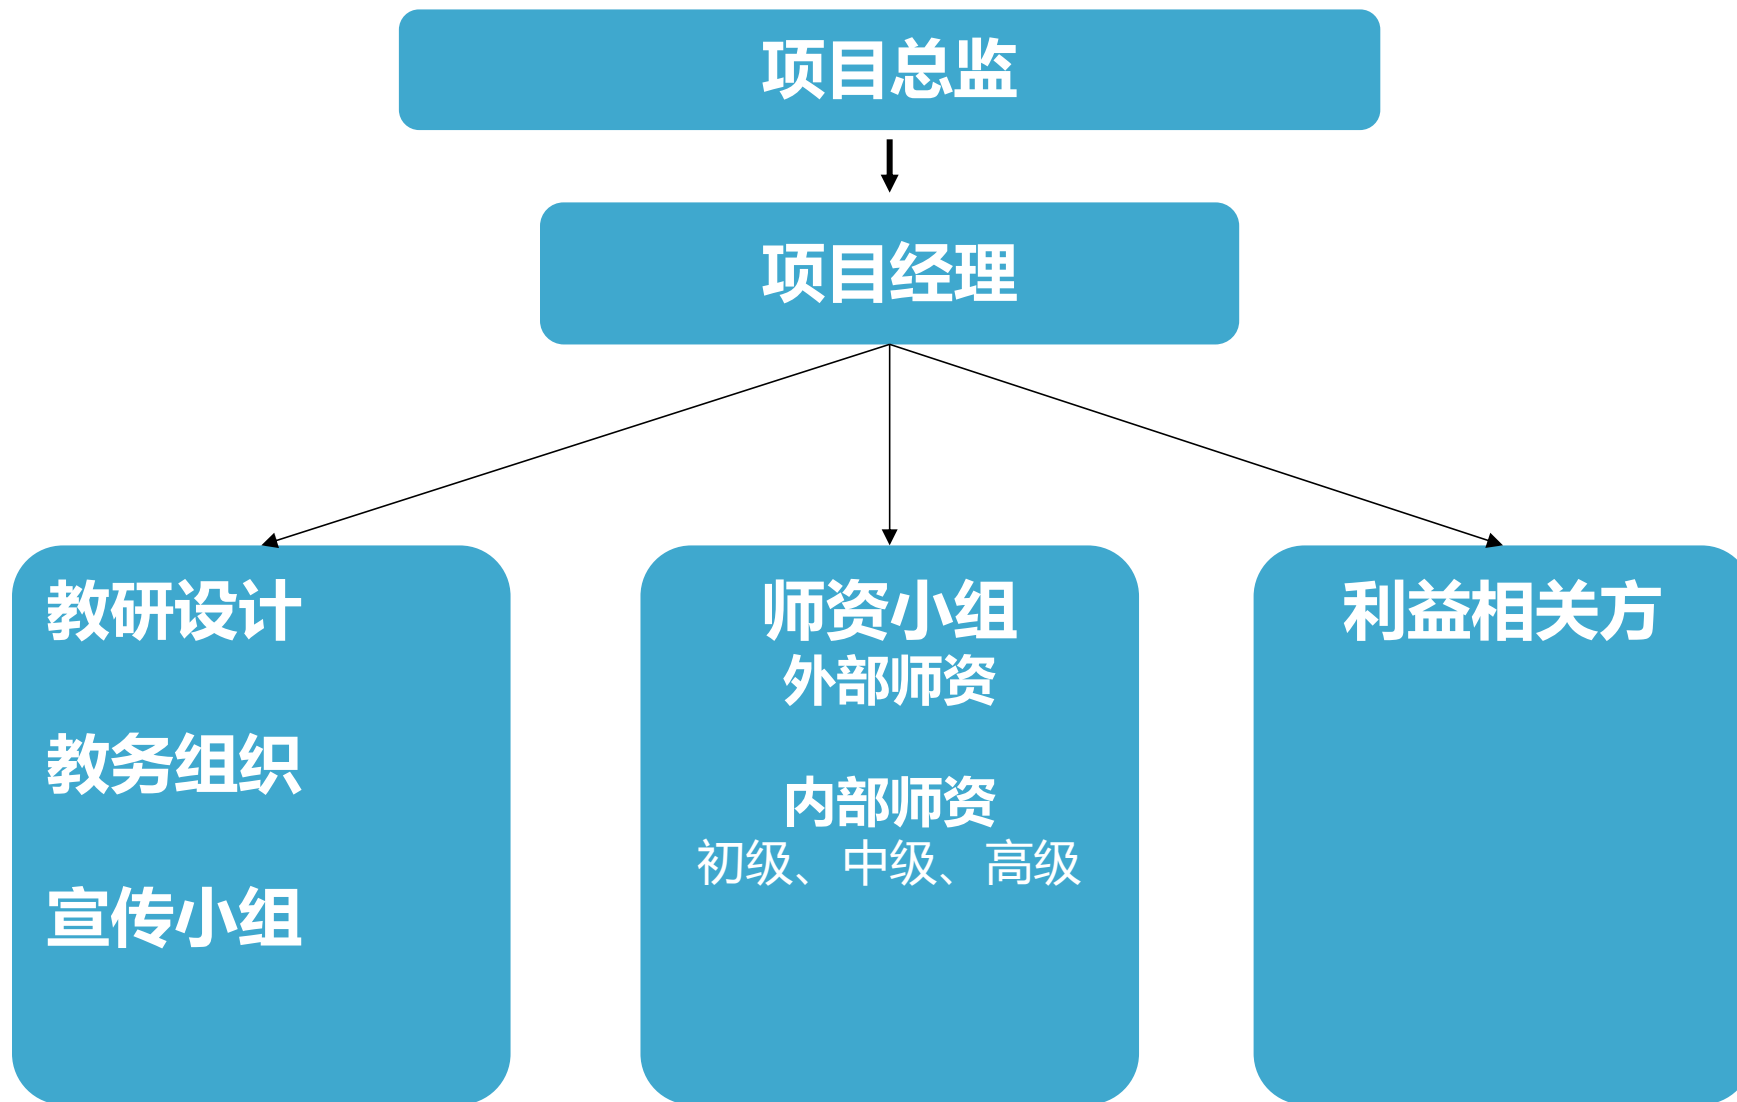 项目总监
项目经理
教研设计
教务组织
宣传小组
师资小组
外部师资
内部师资
初级、中级、高级
利益相关方